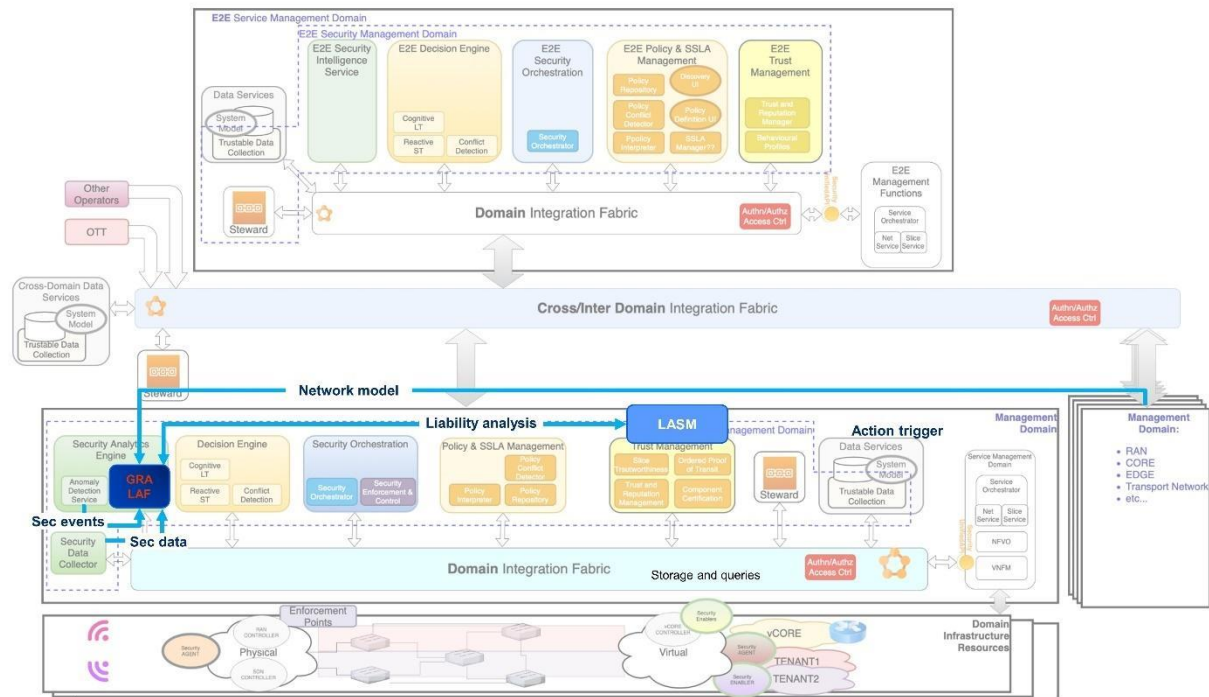 E2E Service Management Domain
E2E Security Management Domain
E2E Security
Intelligence
Service
E2E Decision Engine
Cognitive
LT
Reactive
ST
Conflict
Detection
E2E
Security
Orchestration
Security
Orchestrator
E2E Policy & SSLA
Management
Policy
Repository
Discovery
UI
Policy
Conflict
Detector
Policy
Definition UI
Poolicy
Interpreter
SSLA
Manager??
E2E
Trust
Management
Trust and
Reputation
Manager
Behavioural
Profiles
Data Services
System
Model
Trustable Data
Collection
Steward
Domain Integration Fabric
Authn/Authz
Access Ctrl
E2E
Management
Functions
Service
Orchestrator
Net
Service
Slice
Service
Other
Operators
OTT
Cross-Domain Data
Services
System
Model
Trustable Data
Collection
Cross/Inter Domain Integration Fabric
Authn/Authz
Access Ctrl
Steward
Network model
Liability analysis
LASM
Management
Domain
Management Domain
Action trigger
Security Analytics
Engine
Anomaly
Detection
Service
GRA
LAF
Sec events
Sec data
Security
Data
Collector
Decision Engine
Cognitive
LT
Reactive
ST
Conflict
Detection
Security Orchestration
Security
Orchestrator
Security
Enforcement &
Control
Policy & SSLA Management
Policy
Conflict
Detector
Policy
Interpreter
Policy
Repository
Trust Management
Slice
Trustworthiness
Ordered Proof
of Transit
Trust and
Reputation
Management
Component
Certification
Steward
Data Services
System
Model
Trustable Data
Collection
Service Management
Domain
Service
Orchestrator
Net
Service
Slice
Service
NFVO
VNFM
Domain Integration Fabric
Storage and queries
Authn/Authz
Access Ctrl
Management
Domain:
• RAN
• CORE
• EDGE
• Transport Network
• etc...
Enforcement
Points
RAN
CONTROLLER
Security
AGENT
Physical
SDN
CONTROLLER
vCORE
CONTROLLER
Virtual
Security
Enablers
vCORE
Security
AGENT
TENANT1
Security
ENABLER
TENANT2
Domain
Infrastructure
Resources